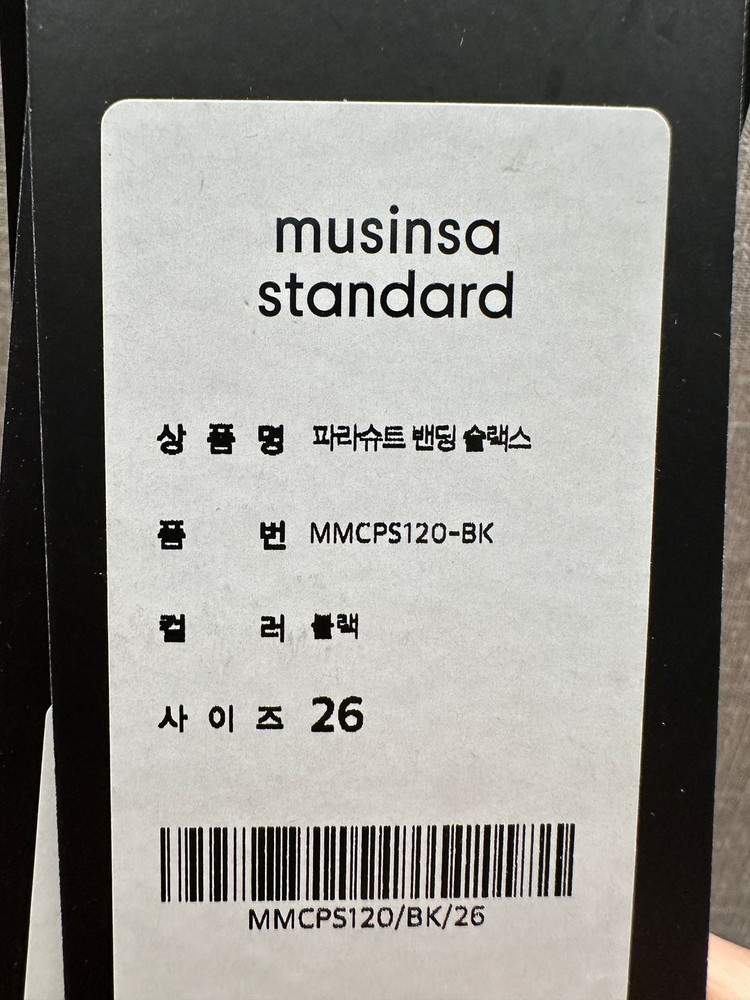 musinsa
standard
상품명 파라슈트 밴딩 슬랙스
품 번 MMCPS120-BK
컬 러 블랙
사이즈 26
MMCPS120/BK/26